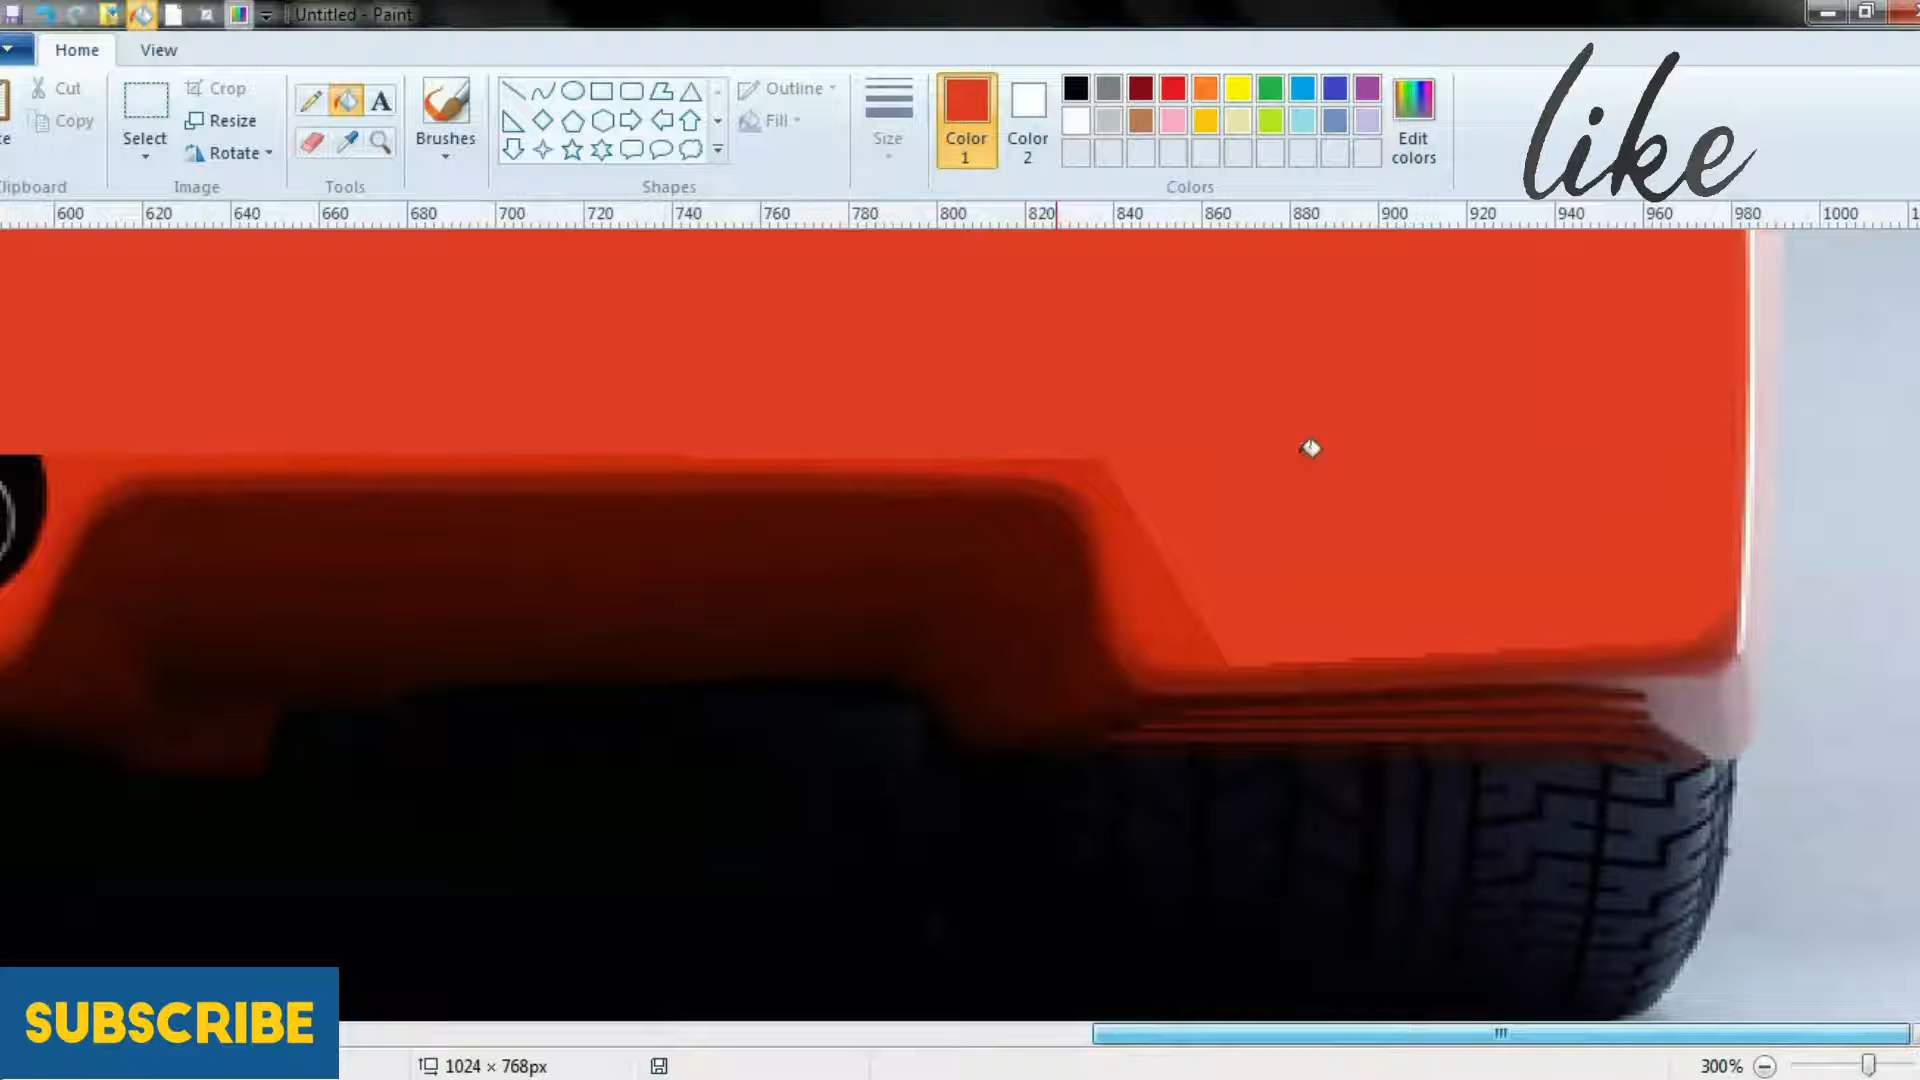 Untitled - Paint
Home View
Cut
Copy
lipboard
Select
Crop
Resize
Rotate
Image
A
Tools
Brushes
Shapes
Outline
Fill
Size
Color 1
Color 2
Edit colors
Colors
like
600 620 640 660 680 700 720 740 760 780 800 820 840 860 880 900 920 940 960 980 1000
SUBSCRIBE
1024 × 768px
300%